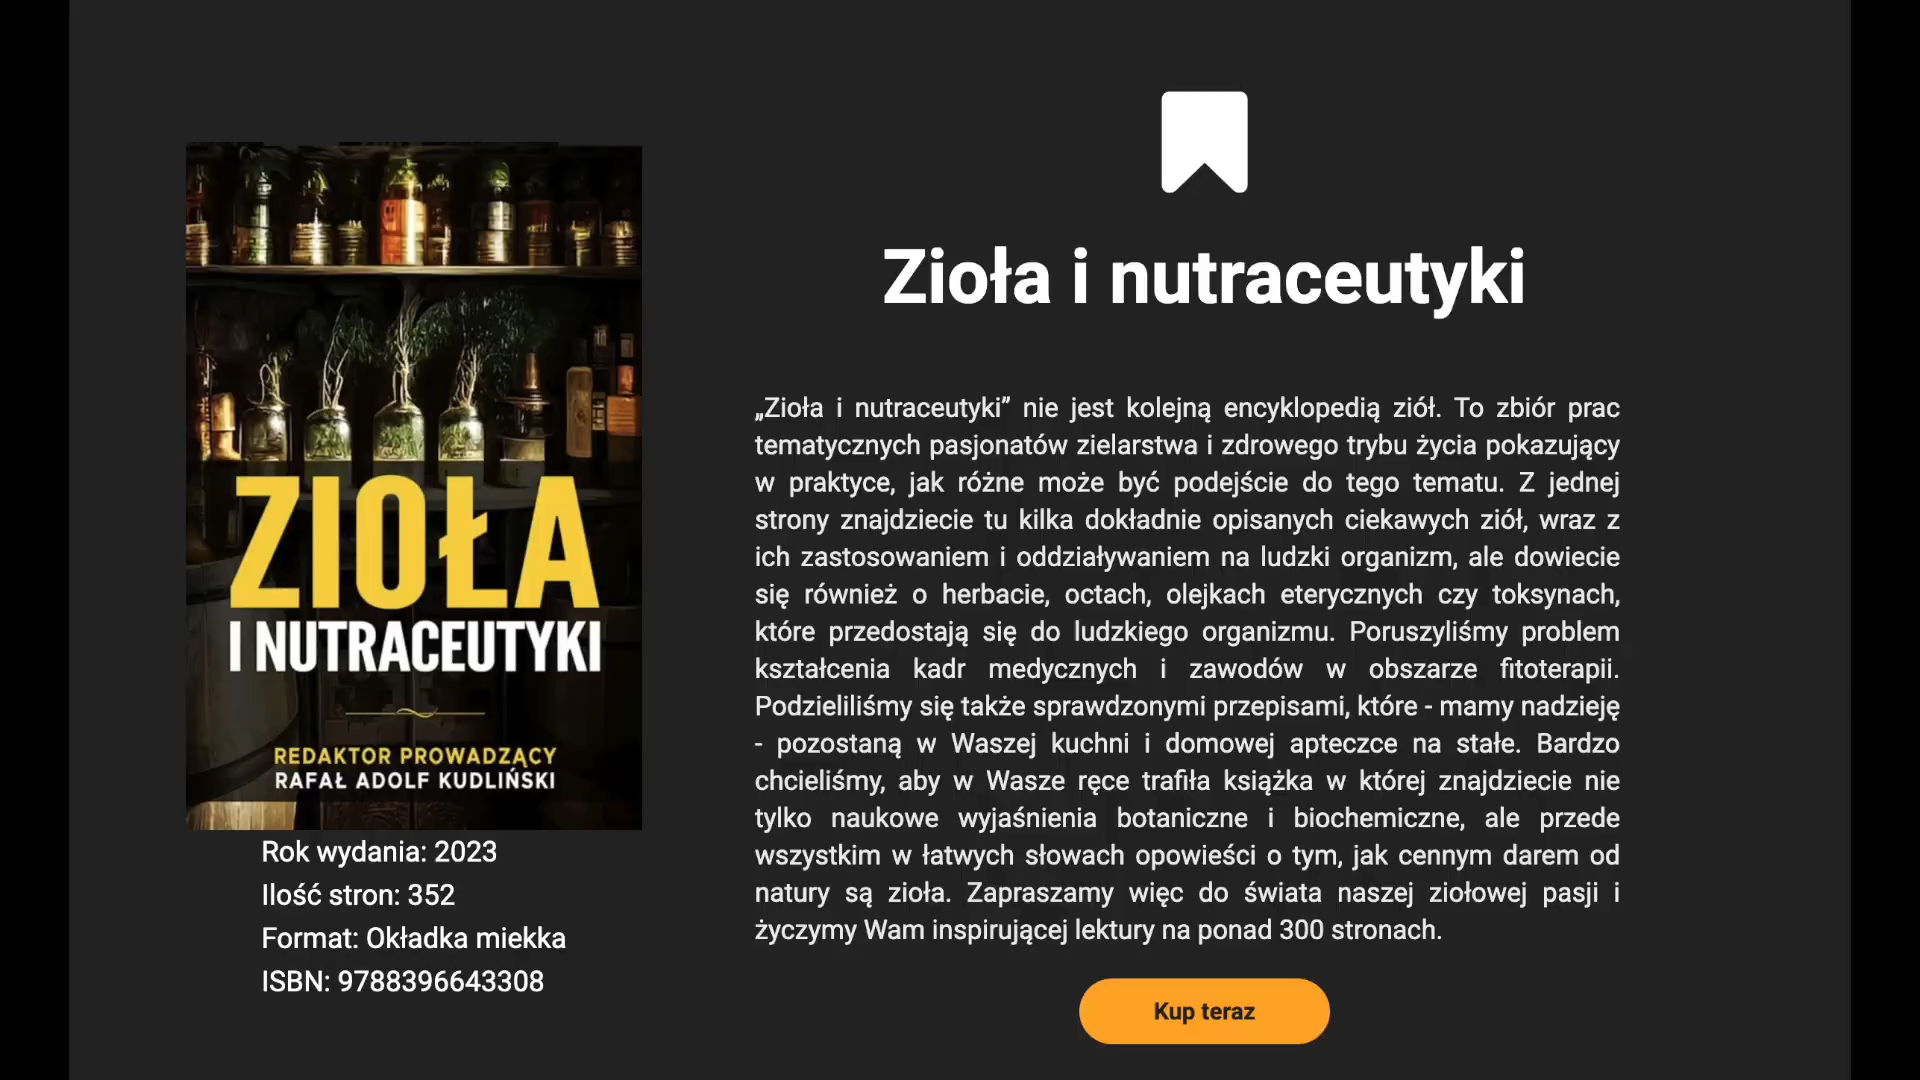 ZIOŁA
I NUTRACEUTYKI
REDAKTOR PROWADZĄCY
RAFAŁ ADOLF KUDLIŃSKI
Rok wydania: 2023
Ilość stron: 352
Format: Okładka miekka
ISBN: 9788396643308
Zioła i nutraceutyki
„Zioła i nutraceutyki” nie jest kolejną encyklopedią ziół. To zbiór prac
tematycznych pasjonatów zielarstwa i zdrowego trybu życia pokazujący
w praktyce, jak różne może być podejście do tego tematu. Z jednej
strony znajdziecie tu kilka dokładnie opisanych ciekawych ziół, wraz z
ich zastosowaniem i oddziaływaniem na ludzki organizm, ale dowiecie
się również o herbacie, octach, olejkach eterycznych czy toksynach,
które przedostają się do ludzkiego organizmu. Poruszyliśmy problem
kształcenia kadr medycznych i zawodów w obszarze fitoterapii.
Podzieliliśmy się także sprawdzonymi przepisami, które - mamy nadzieję
- pozostaną w Waszej kuchni i domowej apteczce na stałe. Bardzo
chcieliśmy, aby w Wasze ręce trafiła książka w której znajdziecie nie
tylko naukowe wyjaśnienia botaniczne i biochemiczne, ale przede
wszystkim w łatwych słowach opowieści o tym, jak cennym darem od
natury są zioła. Zapraszamy więc do świata naszej ziołowej pasji i
życzymy Wam inspirującej lektury na ponad 300 stronach.
Kup teraz